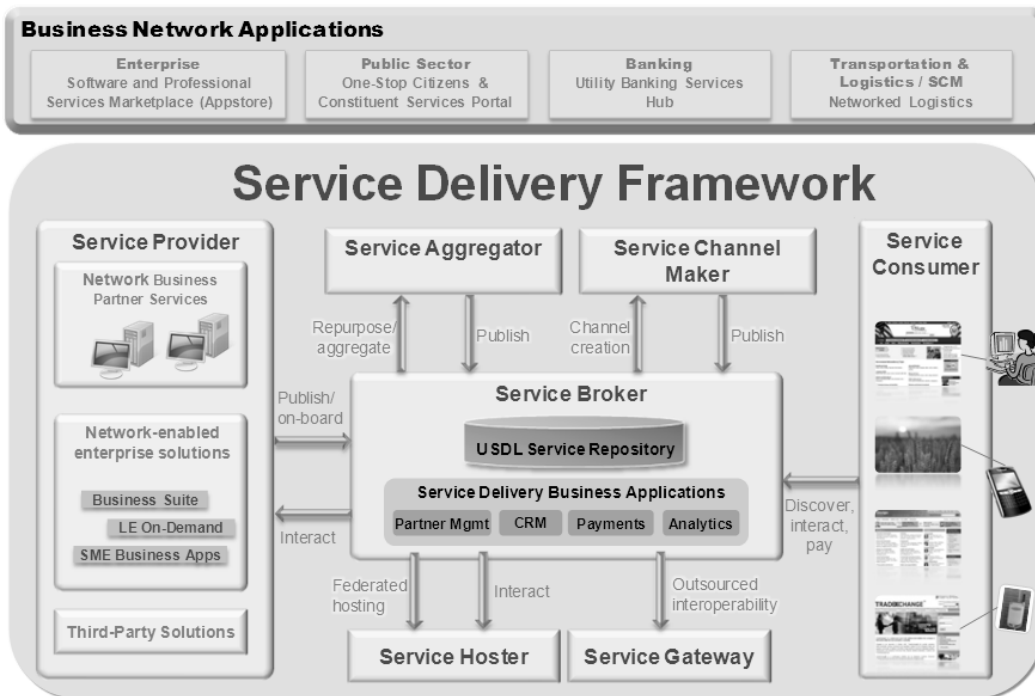 Business Network Applications
Enterprise
Software and Professional
Services Marketplace (Appstore)
Public Sector
One-Stop Citizens &
Constituent Services Portal
Banking
Utility Banking Services
Hub
Transportation &
Logistics / SCM
Networked Logistics
Service Delivery Framework
Service Provider
Network Business
Partner Services
Network-enabled
enterprise solutions
Business Suite
LE On-Demand
SME Business Apps
Third-Party Solutions
Publish/
on-board
Interact
Service Aggregator
Repurpose/
aggregate
Publish
Service Channel
Maker
Channel
creation
Publish
Service Broker
USDL Service Repository
Service Delivery Business Applications
Partner Mgmt
CRM
Payments
Analytics
Federated
hosting
Interact
Outsourced
interoperability
Service Hoster
Service Gateway
Discover,
interact,
pay
Service
Consumer